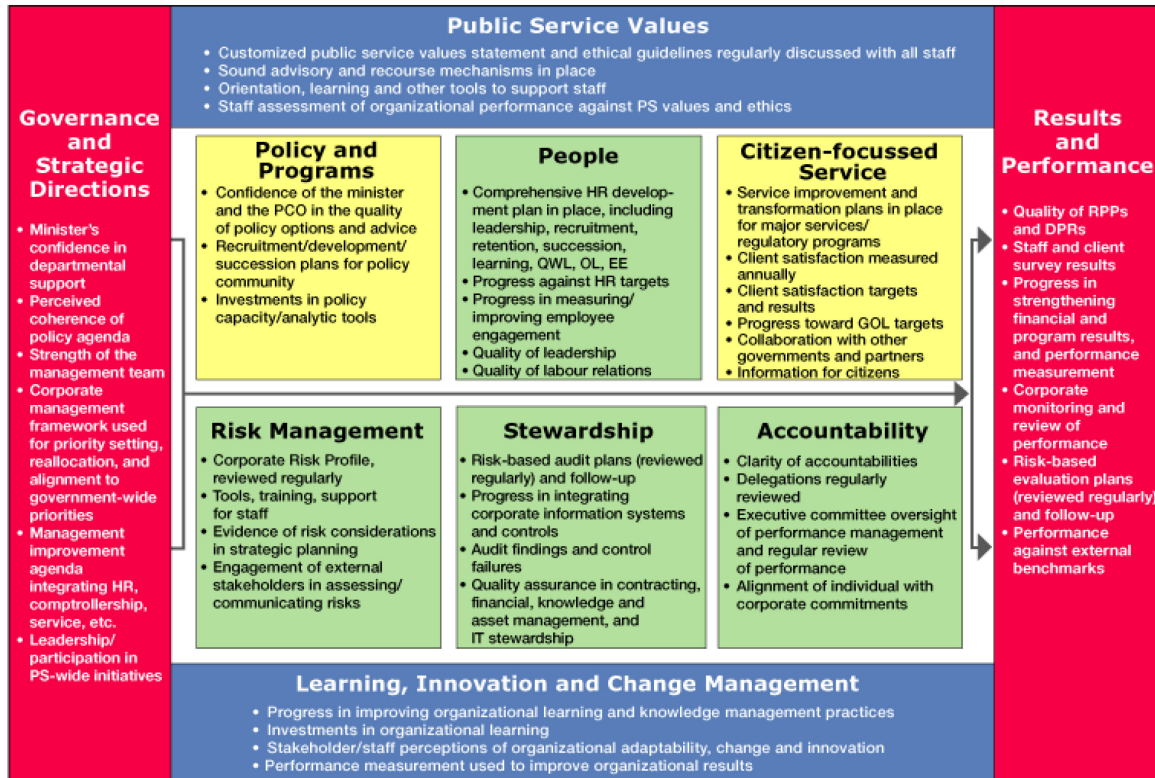 Public Service Values
• Customized public service values statement and ethical guidelines regularly discussed with all staff
• Sound advisory and recourse mechanisms in place
• Orientation, learning and other tools to support staff
• Staff assessment of organizational performance against PS values and ethics
Governance
and
Strategic
Directions
• Minister's
confidence in
departmental
support
• Perceived
coherence of
policy agenda
• Strength of the
management team
• Corporate
management
framework used
for priority setting,
reallocation, and
alignment to
government-wide
priorities
• Management
improvement
agenda
integrating HR,
comptrollership,
service, etc.
• Leadership/
participation in
PS-wide initiatives
Policy and
Programs
• Confidence of the minister
and the PCO in the quality
of policy options and advice
• Recruitment/development/
succession plans for policy
community
• Investments in policy
capacity/analytic tools
People
• Comprehensive HR develop-
ment plan in place, including
leadership, recruitment,
retention, succession,
learning, QWL, OL, EE
• Progress against HR targets
• Progress in measuring/
improving employee
engagement
• Quality of leadership
• Quality of labour relations
Citizen-focussed
Service
• Service improvement and
transformation plans in place
for major services/
regulatory programs
• Client satisfaction measured
annually
• Client satisfaction targets
and results
• Progress toward GOL targets
• Collaboration with other
governments and partners
• Information for citizens
Risk Management
• Corporate Risk Profile,
reviewed regularly
• Tools, training, support
for staff
• Evidence of risk considerations
in strategic planning
• Engagement of external
stakeholders in assessing/
communicating risks
Stewardship
• Risk-based audit plans (reviewed
regularly) and follow-up
• Progress in integrating
corporate information systems
and controls
• Audit findings and control
failures
• Quality assurance in contracting,
financial, knowledge and
asset management, and
IT stewardship
Accountability
• Clarity of accountabilities
• Delegations regularly
reviewed
• Executive committee oversight
of performance management
and regular review
of performance
• Alignment of individual with
corporate commitments
Results
and
Performance
• Quality of RPPs
and DPRs
• Staff and client
survey results
• Progress in
strengthening
financial and
program results,
and performance
measurement
• Corporate
monitoring and
review of
performance
• Risk-based
evaluation plans
(reviewed regularly)
and follow-up
• Performance
against external
benchmarks
Learning, Innovation and Change Management
• Progress in improving organizational learning and knowledge management practices
• Investments in organizational learning
• Stakeholder/staff perceptions of organizational adaptability, change and innovation
• Performance measurement used to improve organizational results